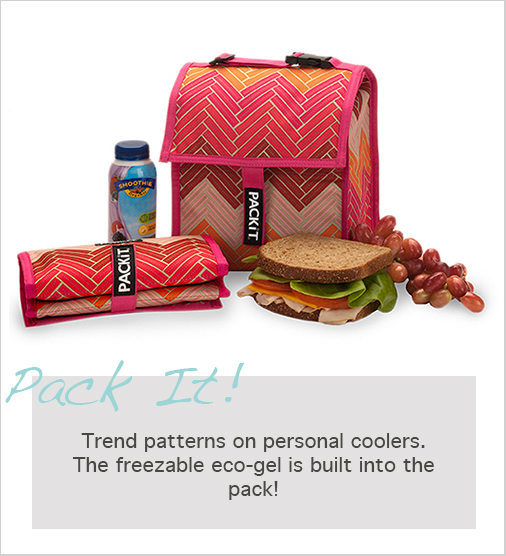 SMOOTHIE
PACKiT
PACKiT
Pack It!
Trend patterns on personal coolers.
The freezable eco-gel is built into the
pack!